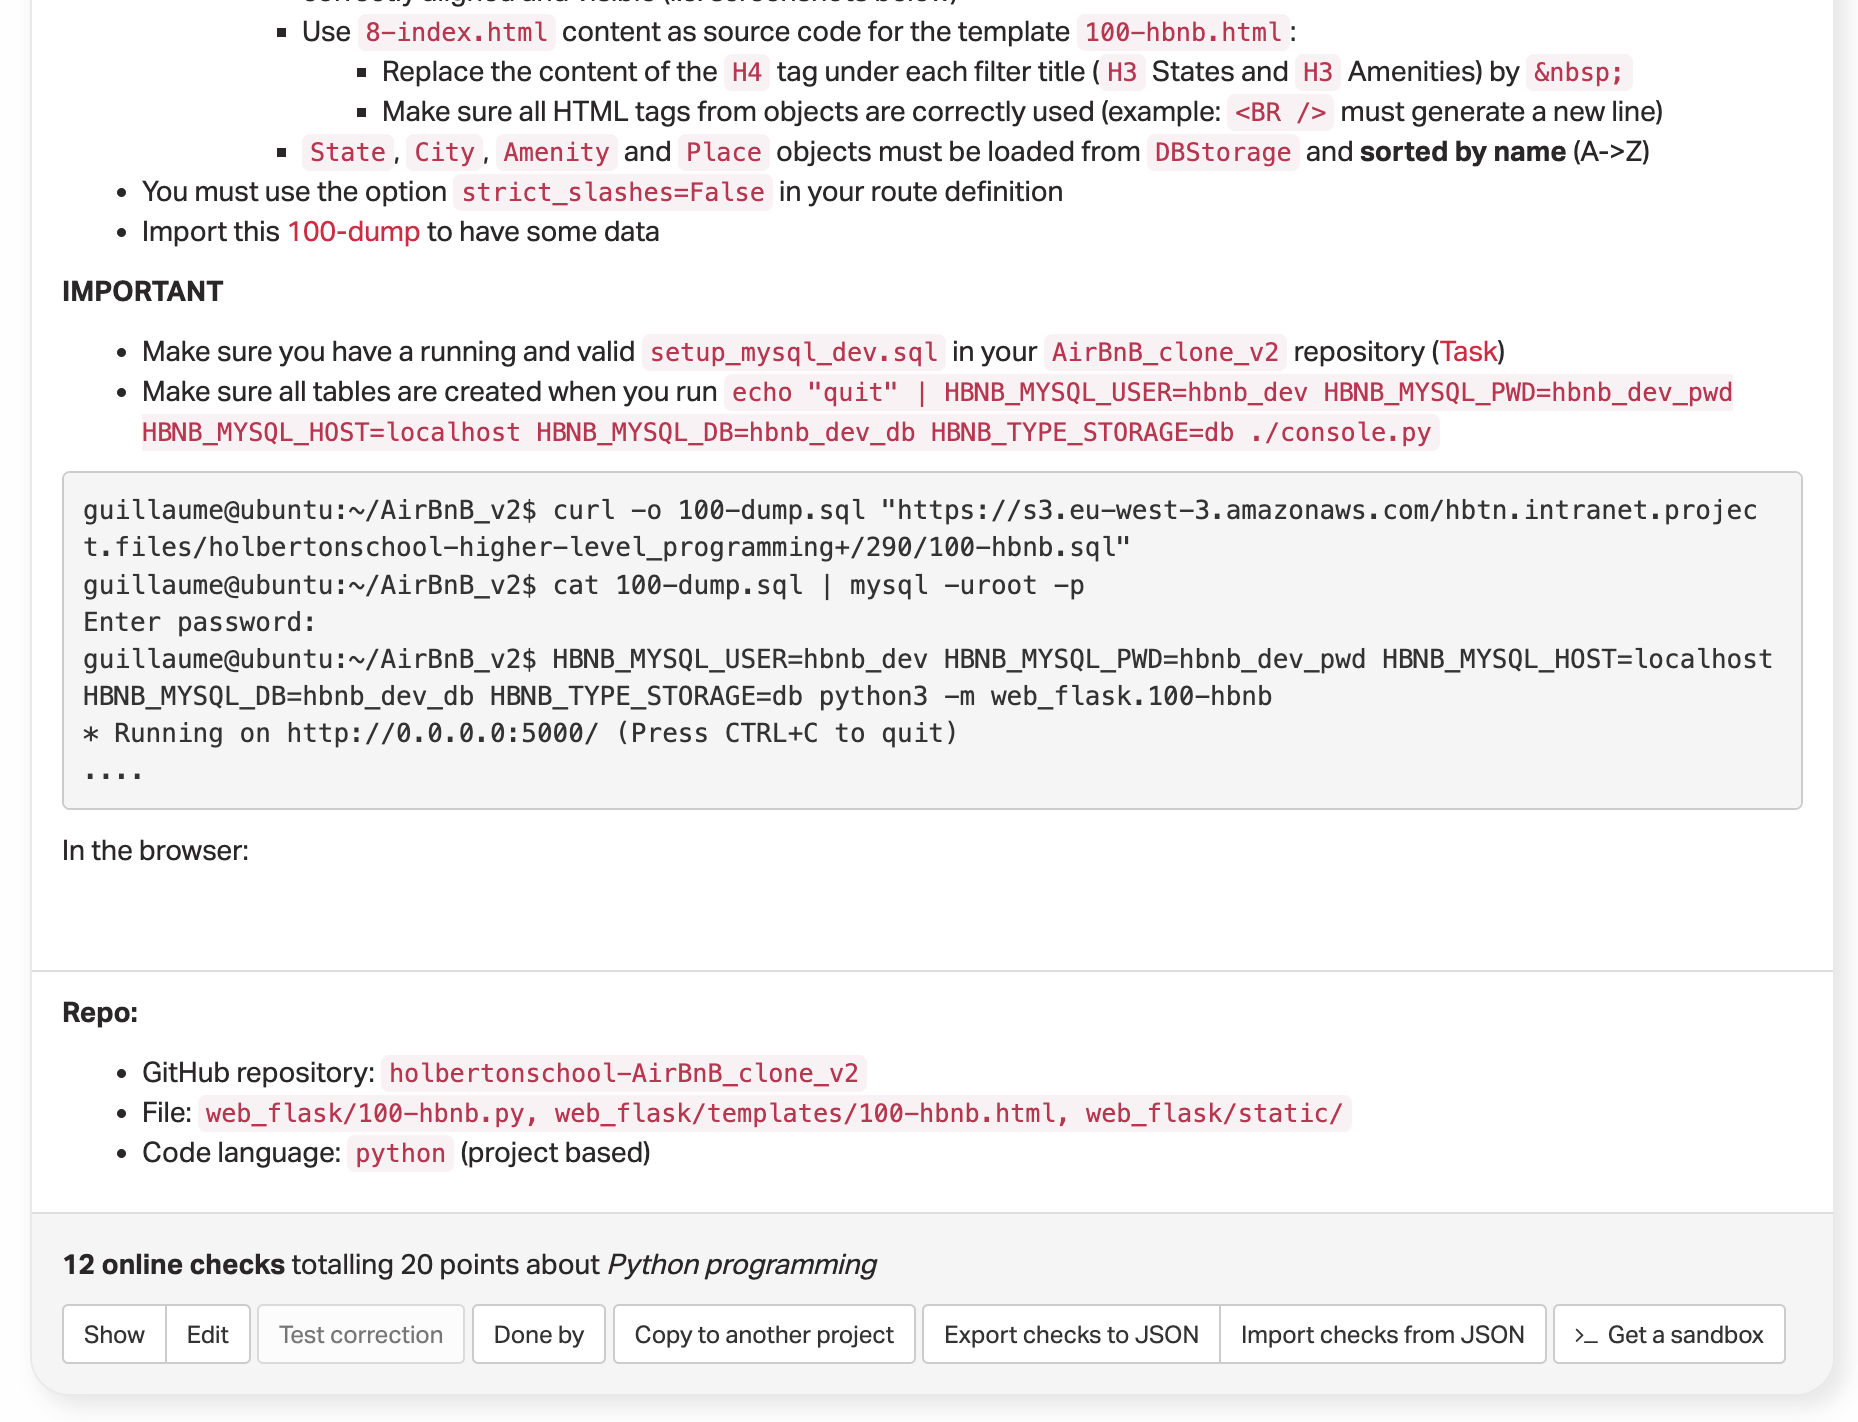 Use 8-index.html content as source code for the template 100-hbnb.html :
Replace the content of the H4 tag under each filter title ( H3 States and H3 Amenities) by &nbsp;
Make sure all HTML tags from objects are correctly used (example: <BR /> must generate a new line)
State , City , Amenity and Place objects must be loaded from DBStorage and sorted by name (A->Z)
You must use the option strict_slashes=False in your route definition
Import this 100-dump to have some data
IMPORTANT
Make sure you have a running and valid setup_mysql_dev.sql in your AirBnB_clone_v2 repository (Task)
Make sure all tables are created when you run echo "quit" | HBNB_MYSQL_USER=hbnb_dev HBNB_MYSQL_PWD=hbnb_dev_pwd
HBNB_MYSQL_HOST=localhost HBNB_MYSQL_DB=hbnb_dev_db HBNB_TYPE_STORAGE=db ./console.py
guillaume@ubuntu:~/AirBnB_v2$ curl -o 100-dump.sql "https://s3.eu-west-3.amazonaws.com/hbtn.intranet.projec
t.files/holbertonschool-higher-level_programming+/290/100-hbnb.sql"
guillaume@ubuntu:~/AirBnB_v2$ cat 100-dump.sql | mysql -uroot -p
Enter password:
guillaume@ubuntu:~/AirBnB_v2$ HBNB_MYSQL_USER=hbnb_dev HBNB_MYSQL_PWD=hbnb_dev_pwd HBNB_MYSQL_HOST=localhost
HBNB_MYSQL_DB=hbnb_dev_db HBNB_TYPE_STORAGE=db python3 -m web_flask.100-hbnb
* Running on http://0.0.0.0:5000/ (Press CTRL+C to quit)
....
In the browser:
Repo:
GitHub repository: holbertonschool-AirBnB_clone_v2
File: web_flask/100-hbnb.py, web_flask/templates/100-hbnb.html, web_flask/static/
Code language: python (project based)
12 online checks totalling 20 points about Python programming
Show Edit Test correction Done by Copy to another project Export checks to JSON Import checks from JSON >_ Get a sandbox